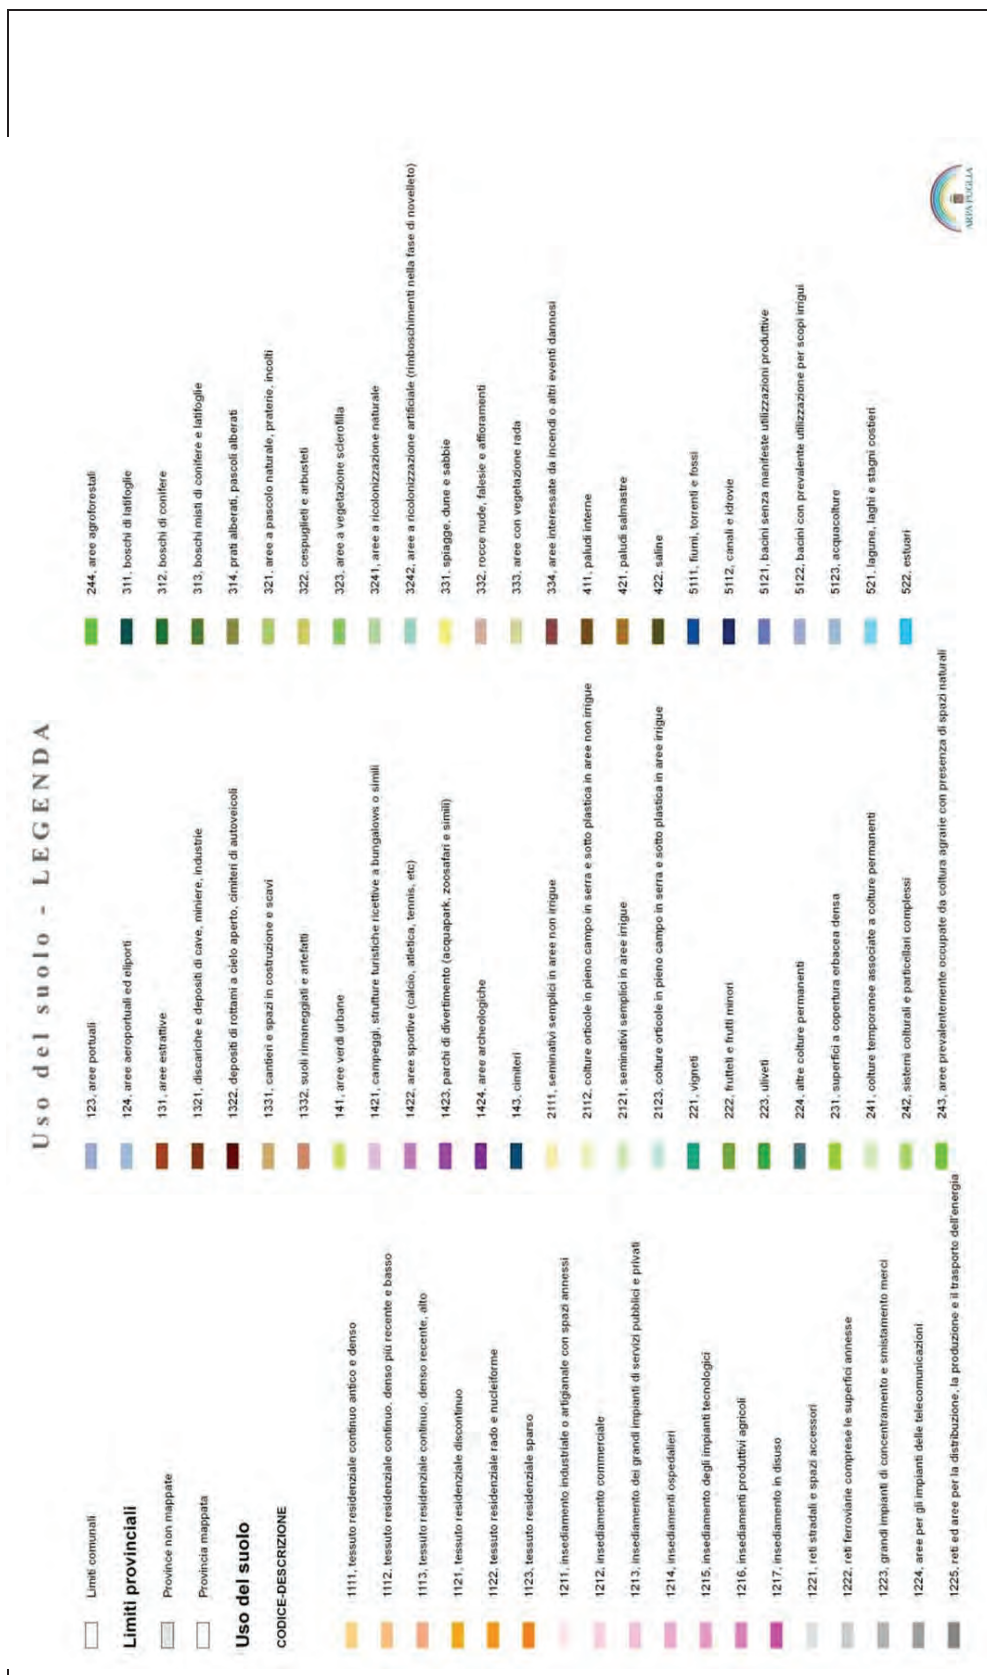 Uso del suolo - LEGENDA
Limiti comunali
Limiti provinciali
Province non mappate
Provincia mappata
Uso del suolo
CODICE-DESCRIZIONE
1111, tessuto residenziale continuo antico e denso
1112, tessuto residenziale continuo, denso più recente e basso
1113, tessuto residenziale continuo, denso recente, alto
1121, tessuto residenziale discontinuo
1122, tessuto residenziale rado e nucleiforme
1123, tessuto residenziale sparso
1211, insediamento industriale o artigianale con spazi annessi
1212, insediamento commerciale
1213, insediamento dei grandi impianti di servizi pubblici e privati
1214, insediamenti ospedalieri
1215, insediamento degli impianti tecnologici
1216, insediamenti produttivi agricoli
1217, insediamento in disuso
1221, reti stradali e spazi accessori
1222, reti ferroviarie comprese le superfici annesse
1223, grandi impianti di concentramento e smistamento merci
1224, aree per gli impianti delle telecomunicazioni
1225, reti ed aree per la distribuzione, la produzione e il trasporto dell'energia
123, aree portuali
124, aree aeroportuali ed eliporti
131, aree estrattive
1321, discariche e depositi di cave, miniere, industrie
1322, depositi di rottami a cielo aperto, cimiteri di autoveicoli
1331, cantieri e spazi in costruzione e scavi
1332, suoli rimaneggiati e artefatti
141, aree verdi urbane
1421, campeggi, strutture turistiche ricettive a bungalows o simili
1422, aree sportive (calcio, atletica, tennis, etc)
1423, parchi di divertimento (acquapark, zoosafari e simili)
1424, aree archeologiche
143, cimiteri
2111, seminativi semplici in aree non irrigue
2112, colture orticole in pieno campo in serra e sotto plastica in aree non irrigue
2121, seminativi semplici in aree irrigue
2123, colture orticole in pieno campo in serra e sotto plastica in aree irrigue
221, vigneti
222, frutteti e frutti minori
223, uliveti
224, altre colture permanenti
231, superfici a copertura erbacea densa
241, colture temporanee associate a colture permanenti
242, sistemi colturali e particellari complessi
243, aree prevalentemente occupate da coltura agrarie con presenza di spazi naturali
244, aree agroforestali
311, boschi di latifoglie
312, boschi di conifere
313, boschi misti di conifere e latifoglie
314, prati alberati, pascoli alberati
321, aree a pascolo naturale, praterie, incolti
322, cespuglieti e arbusteti
323, aree a vegetazione sclerofilla
3241, aree a ricolonizzazione naturale
3242, aree a ricolonizzazione artificiale (rimboschimenti nella fase di novelleto)
331, spiagge, dune e sabbie
332, rocce nude, falesie e affioramenti
333, aree con vegetazione rada
334, aree interessate da incendi o altri eventi dannosi
411, paludi interne
421, paludi salmastre
422, saline
5111, fiumi, torrenti e fossi
5112, canali e idrovie
5121, bacini senza manifeste utilizzazioni produttive
5122, bacini con prevalente utilizzazione per scopi irrigui
5123, acquacolture
521, lagune, laghi e stagni costieri
522, estuari
ARPA PUGLIA